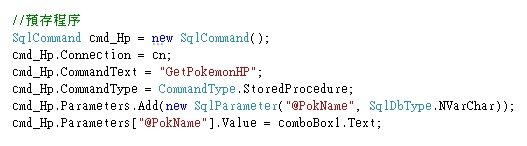 //預存程序
SqlCommand cmd_Hp = new SqlCommand();
cmd_Hp.Connection = cn;
cmd_Hp.CommandText = "GetPokemonHP";
cmd_Hp.CommandType = CommandType.StoredProcedure;
cmd_Hp.Parameters.Add(new SqlParameter("@PokName", SqlDbType.NVarChar));
cmd_Hp.Parameters["@PokName"].Value = comboBox1.Text;